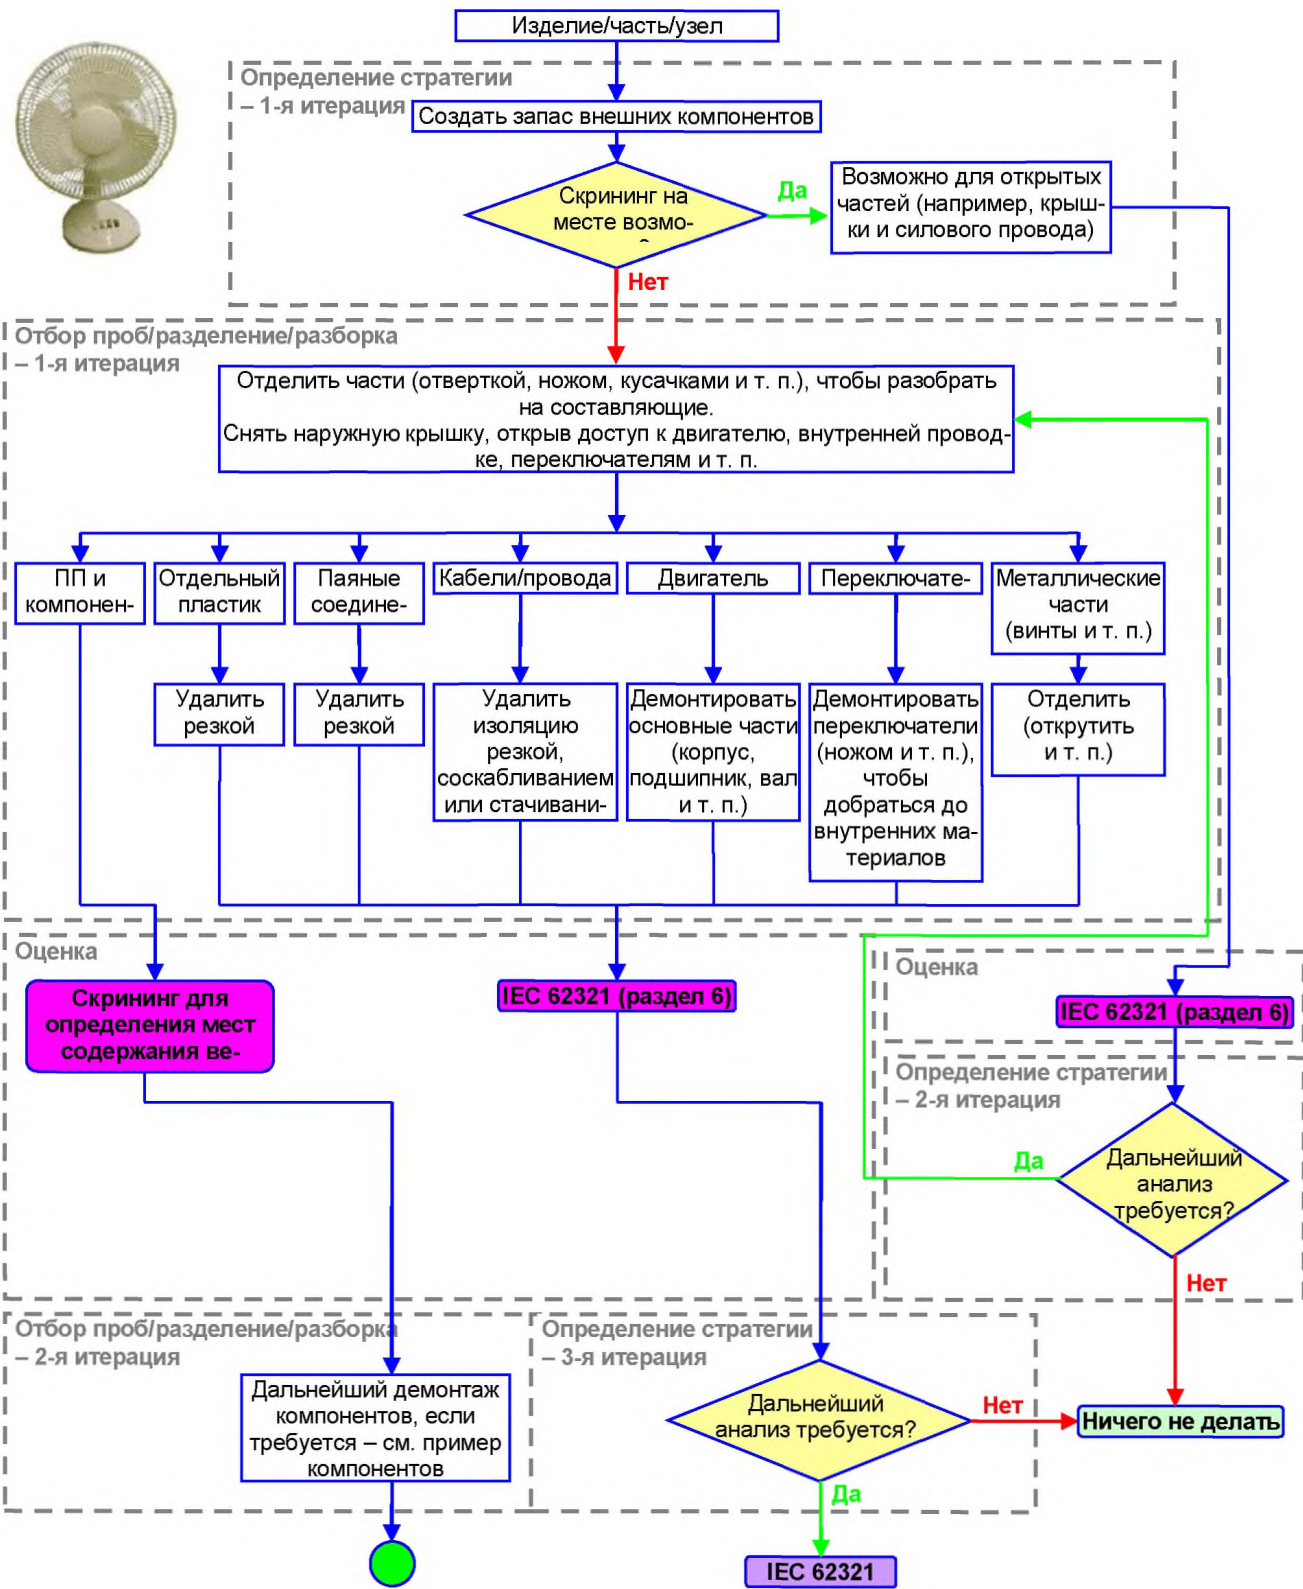 Изделие/часть/узел
Определение стратегии
– 1-я итерация
Создать запас внешних компонентов
Скрининг на
месте возмо-
Да
Возможно для открытых
частей (например, крыш-
ки и силового провода)
Нет
Отбор проб/разделение/разборка
– 1-я итерация
Отделить части (отверткой, ножом, кусачками и т. п.), чтобы разобрать
на составляющие.
Снять наружную крышку, открыв доступ к двигателю, внутренней провод-
ке, переключателям и т. п.
ПП и
компонен-
Отдельный
пластик
Паяные
соедине-
Кабели/провода
Двигатель
Переключате-
Металлические
части
(винты и т. п.)
Удалить
резкой
Удалить
резкой
Удалить
изоляцию
резкой,
соскабливанием
или стачивани-
Демонтировать
основные части
(корпус,
подшипник, вал
и т. п.)
Демонтировать
переключатели
(ножом и т. п.),
чтобы
добраться до
внутренних ма-
териалов
Отделить
(открутить
и т. п.)
Оценка
Скрининг для
определения мест
содержания ве-
IEC 62321 (раздел 6)
Оценка
IEC 62321 (раздел 6)
Определение стратегии
– 2-я итерация
Да
Дальнейший
анализ
требуется?
Нет
Отбор проб/разделение/разборка
– 2-я итерация
Дальнейший демонтаж
компонентов, если
требуется – см. пример
компонентов
Определение стратегии
– 3-я итерация
Дальнейший
анализ требуется?
Нет
Ничего не делать
Да
IEC 62321